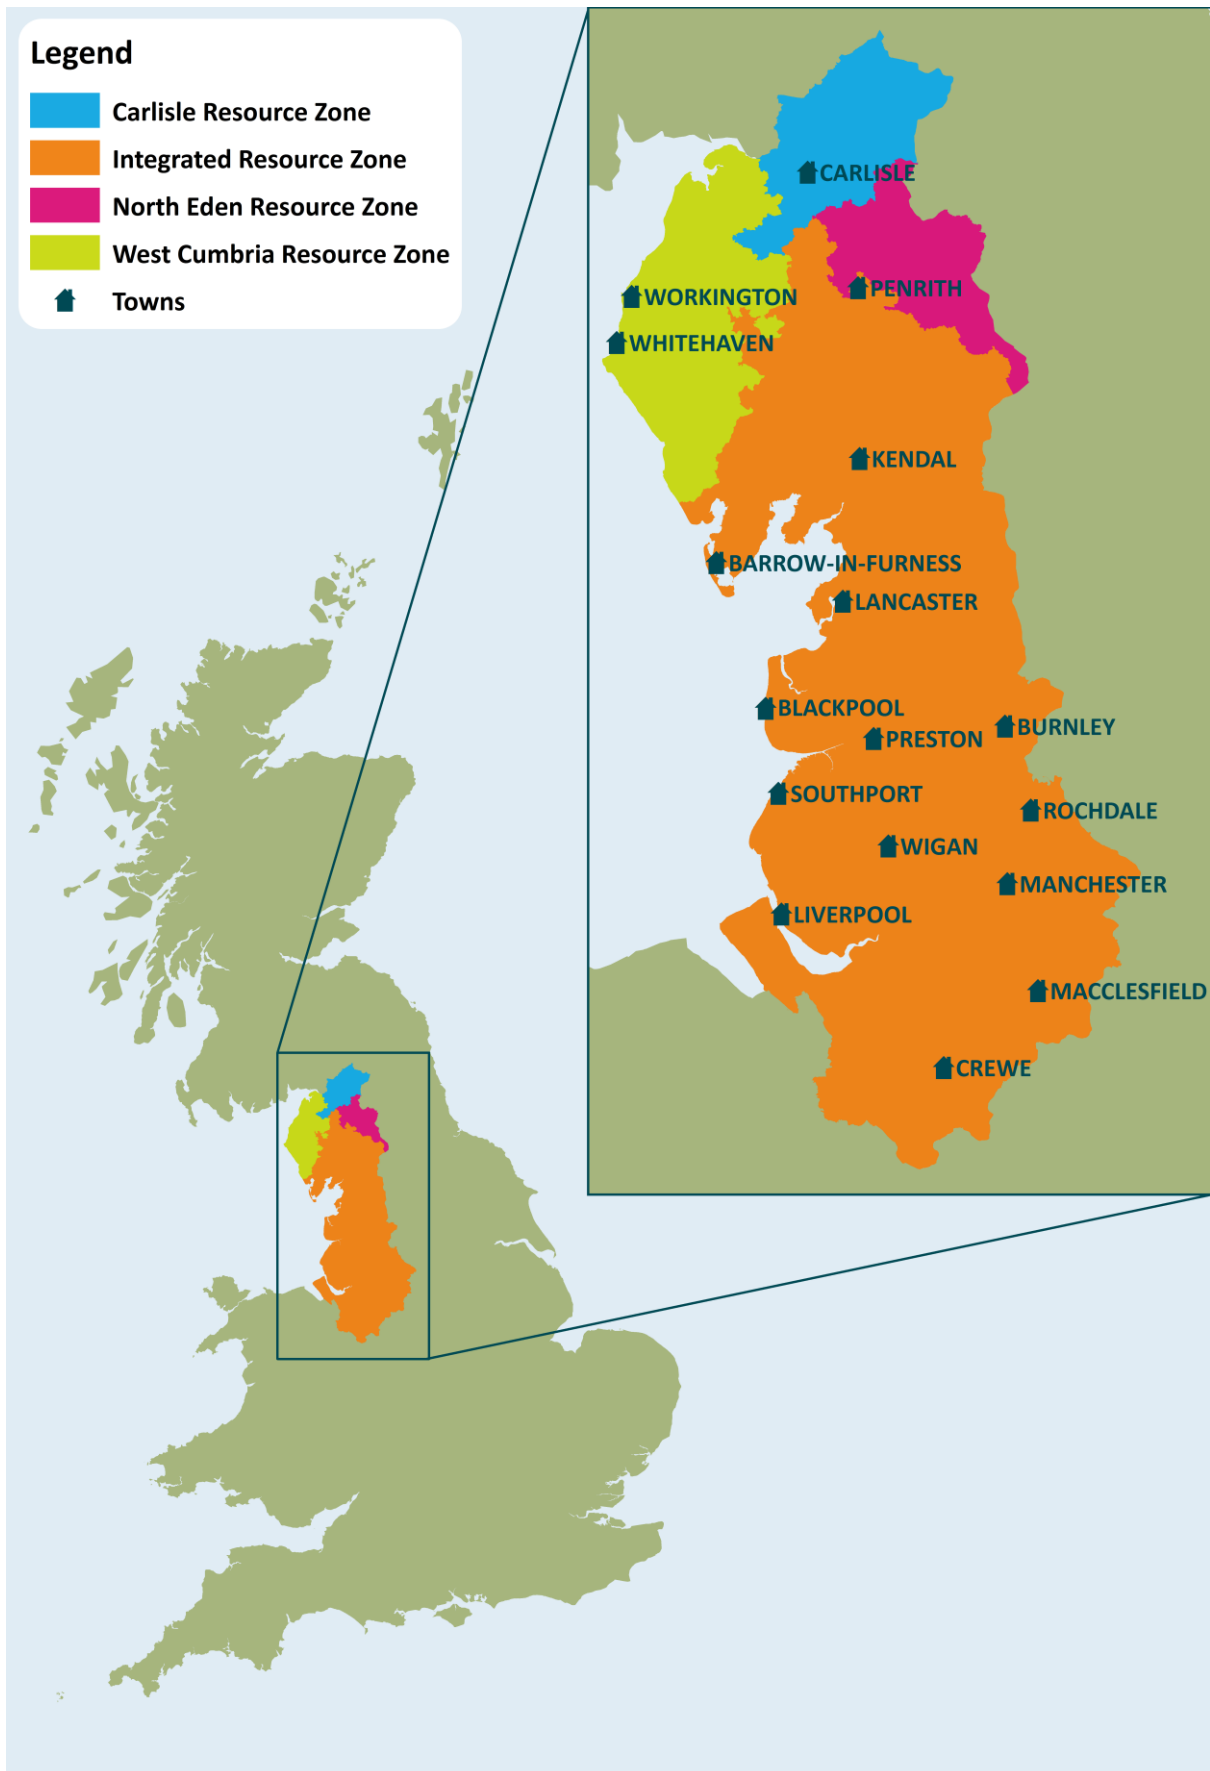 Legend
Carlisle Resource Zone
Integrated Resource Zone
North Eden Resource Zone
West Cumbria Resource Zone
Towns
CARLISLE
PENRITH
WORKINGTON
WHITEHAVEN
KENDAL
BARROW-IN-FURNESS
LANCASTER
BLACKPOOL
BURNLEY
PRESTON
SOUTHPORT
ROCHDALE
WIGAN
MANCHESTER
LIVERPOOL
MACCLESFIELD
CREWE